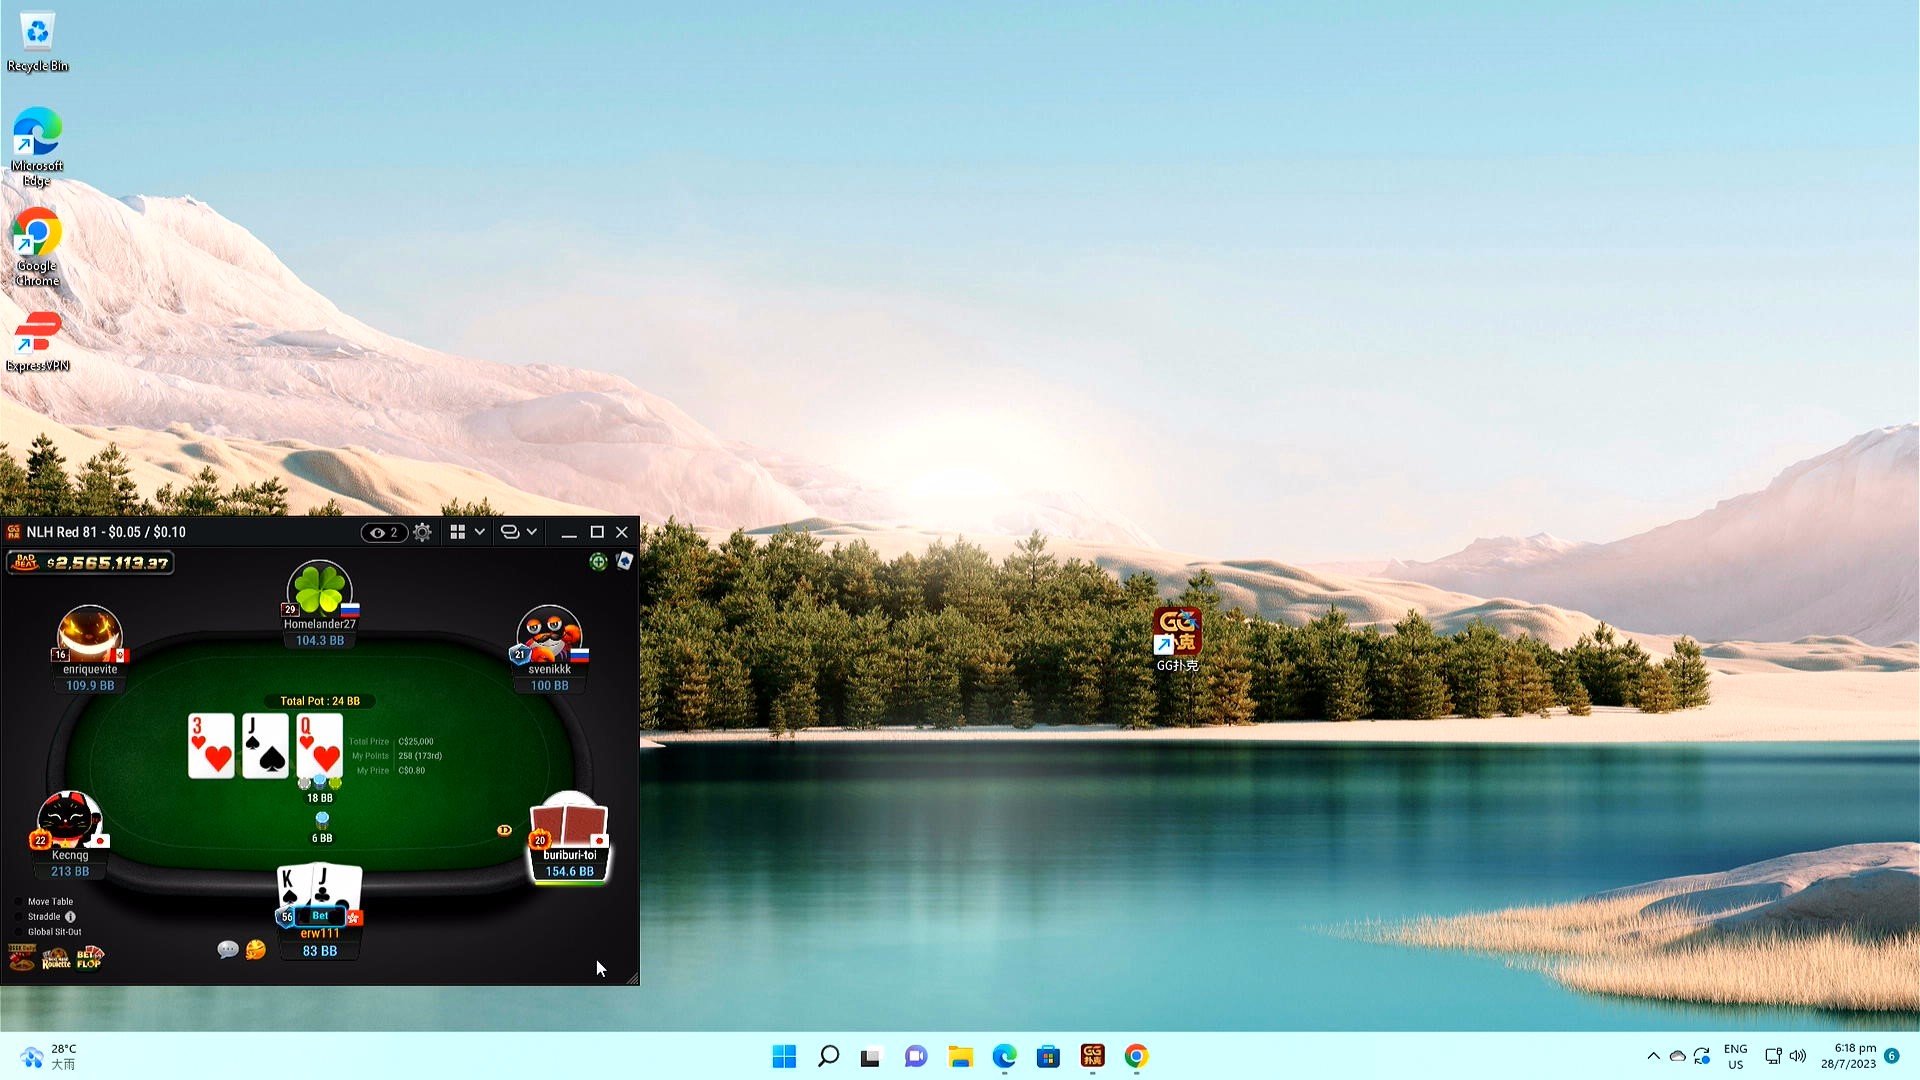 Recycle Bin
Microsoft
Edge
Google
Chrome
ExpressVPN
GG扑克
NLH Red 81 - $0.05 / $0.10
2
BAD
BEAT
$2,565,113.37
29
Homelander27
104.3 BB
16
enriquevite
109.9 BB
21
svenikkk
100 BB
Total Pot : 24 BB
3
J
Q
Total Prize C$25,000
My Points 258 (173rd)
My Prize C$0.80
18 BB
6 BB
D
22
Kecnqg
213 BB
20
buriburi-toi
154.6 BB
K
J
56
Bet
erw111
83 BB
Move Table
Straddle
Global Sit-Out
Roulette
BET
FLOP
28°C
大雨
GG
扑克
ENG
US
6:18 pm
28/7/2023
6